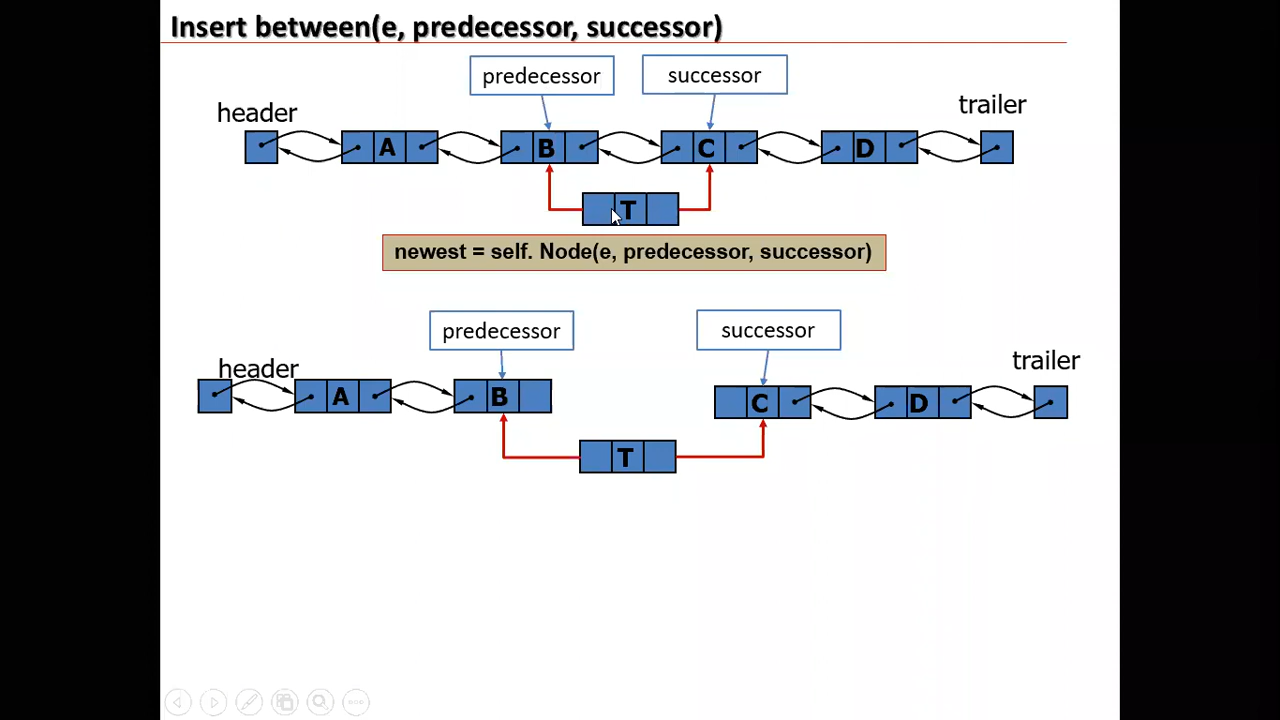 Insert between(e, predecessor, successor)
predecessor
successor
header
trailer
A
B
C
D
T
newest = self. Node(e, predecessor, successor)
predecessor
successor
header
trailer
A
B
C
D
T